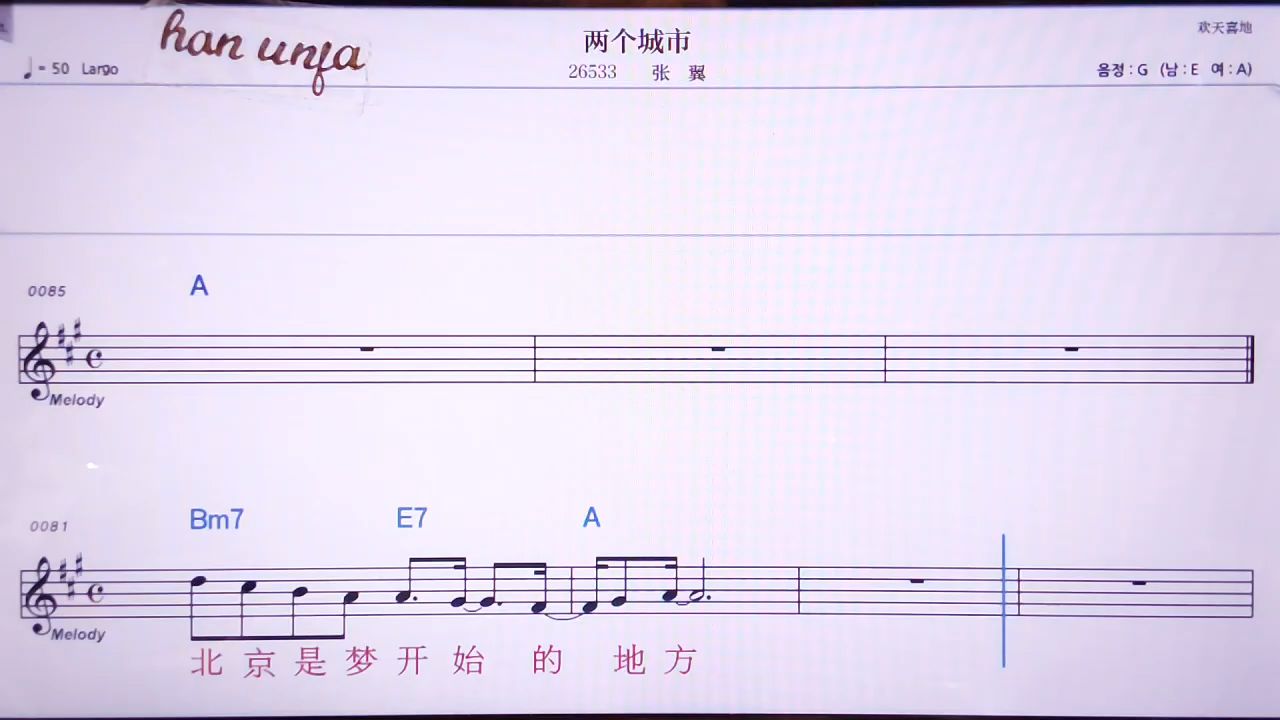 han unfa
两个城市
欢天喜地
= 50 Largo
26533 张 翼
음정 : G (남 : E 여 : A)
0085
A
Melody
0081
Bm7 E7 A
Melody
北 京 是 梦 开 始 的 地 方